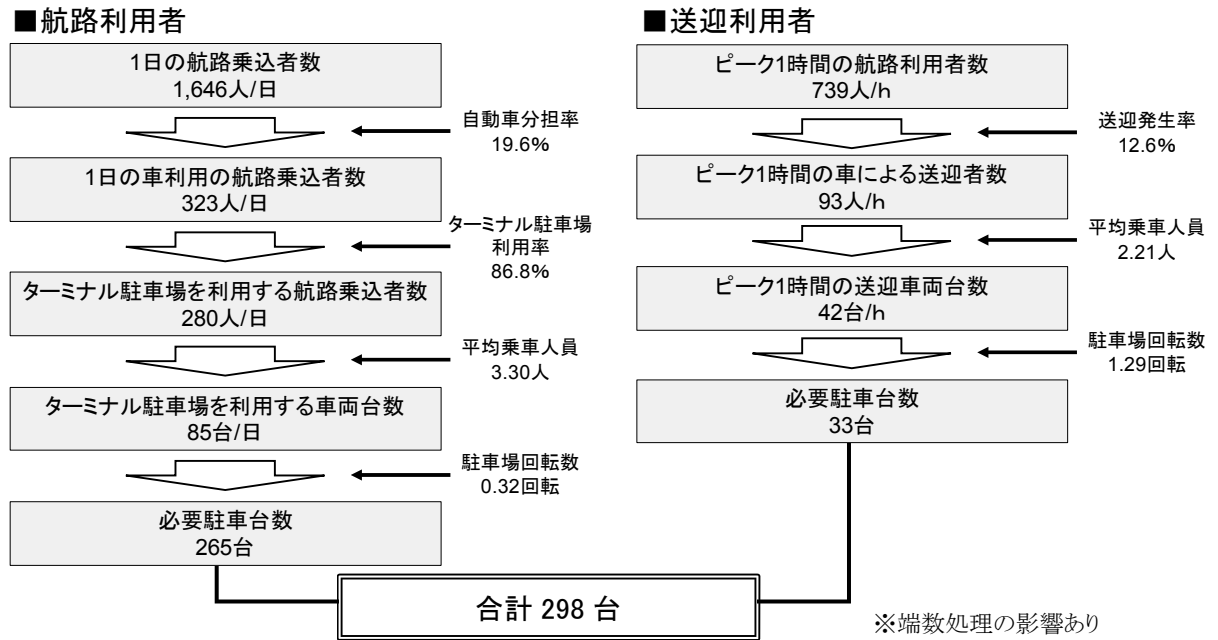 ■航路利用者
1日の航路乗込者数
1,646人/日
自動車分担率
19.6%
1日の車利用の航路乗込者数
323人/日
ターミナル駐車場
利用率
86.8%
ターミナル駐車場を利用する航路乗込者数
280人/日
平均乗車人員
3.30人
ターミナル駐車場を利用する車両台数
85台/日
駐車場回転数
0.32回転
必要駐車台数
265台
■送迎利用者
ピーク1時間の航路利用者数
739人/h
送迎発生率
12.6%
ピーク1時間の車による送迎者数
93人/h
平均乗車人員
2.21人
ピーク1時間の送迎車両台数
42台/h
駐車場回転数
1.29回転
必要駐車台数
33台
合計 298 台
※端数処理の影響あり